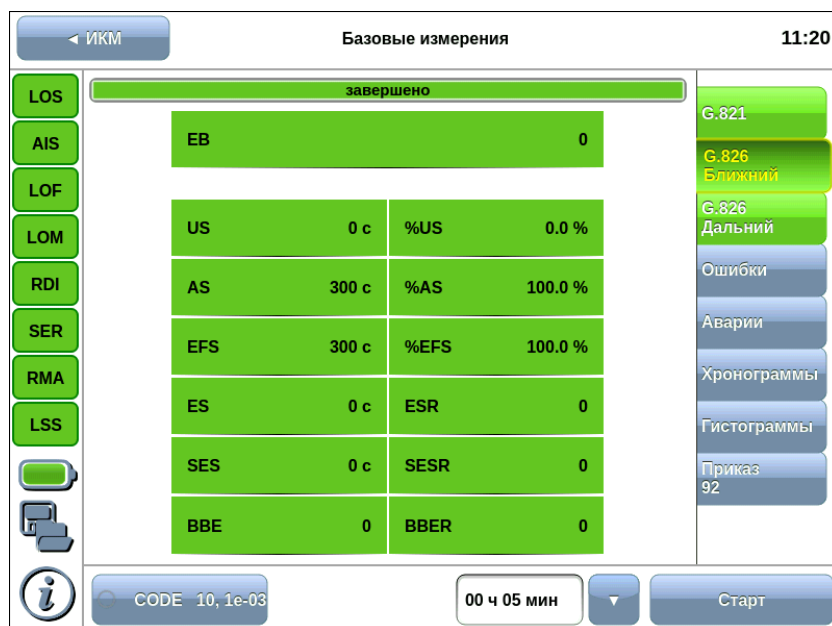 ◄ ИКМ
Базовые измерения
11:20
LOS
AIS
LOF
LOM
RDI
SER
RMA
LSS
завершено
EB 0
US 0 с %US 0.0 %
AS 300 с %AS 100.0 %
EFS 300 с %EFS 100.0 %
ES 0 с ESR 0
SES 0 с SESR 0
BBE 0 BBER 0
G.821
G.826
Ближний
G.826
Дальний
Ошибки
Аварии
Хронограммы
Гистограммы
Приказ
92
i
CODE 10, 1e-03
00 ч 05 мин
▼
Старт